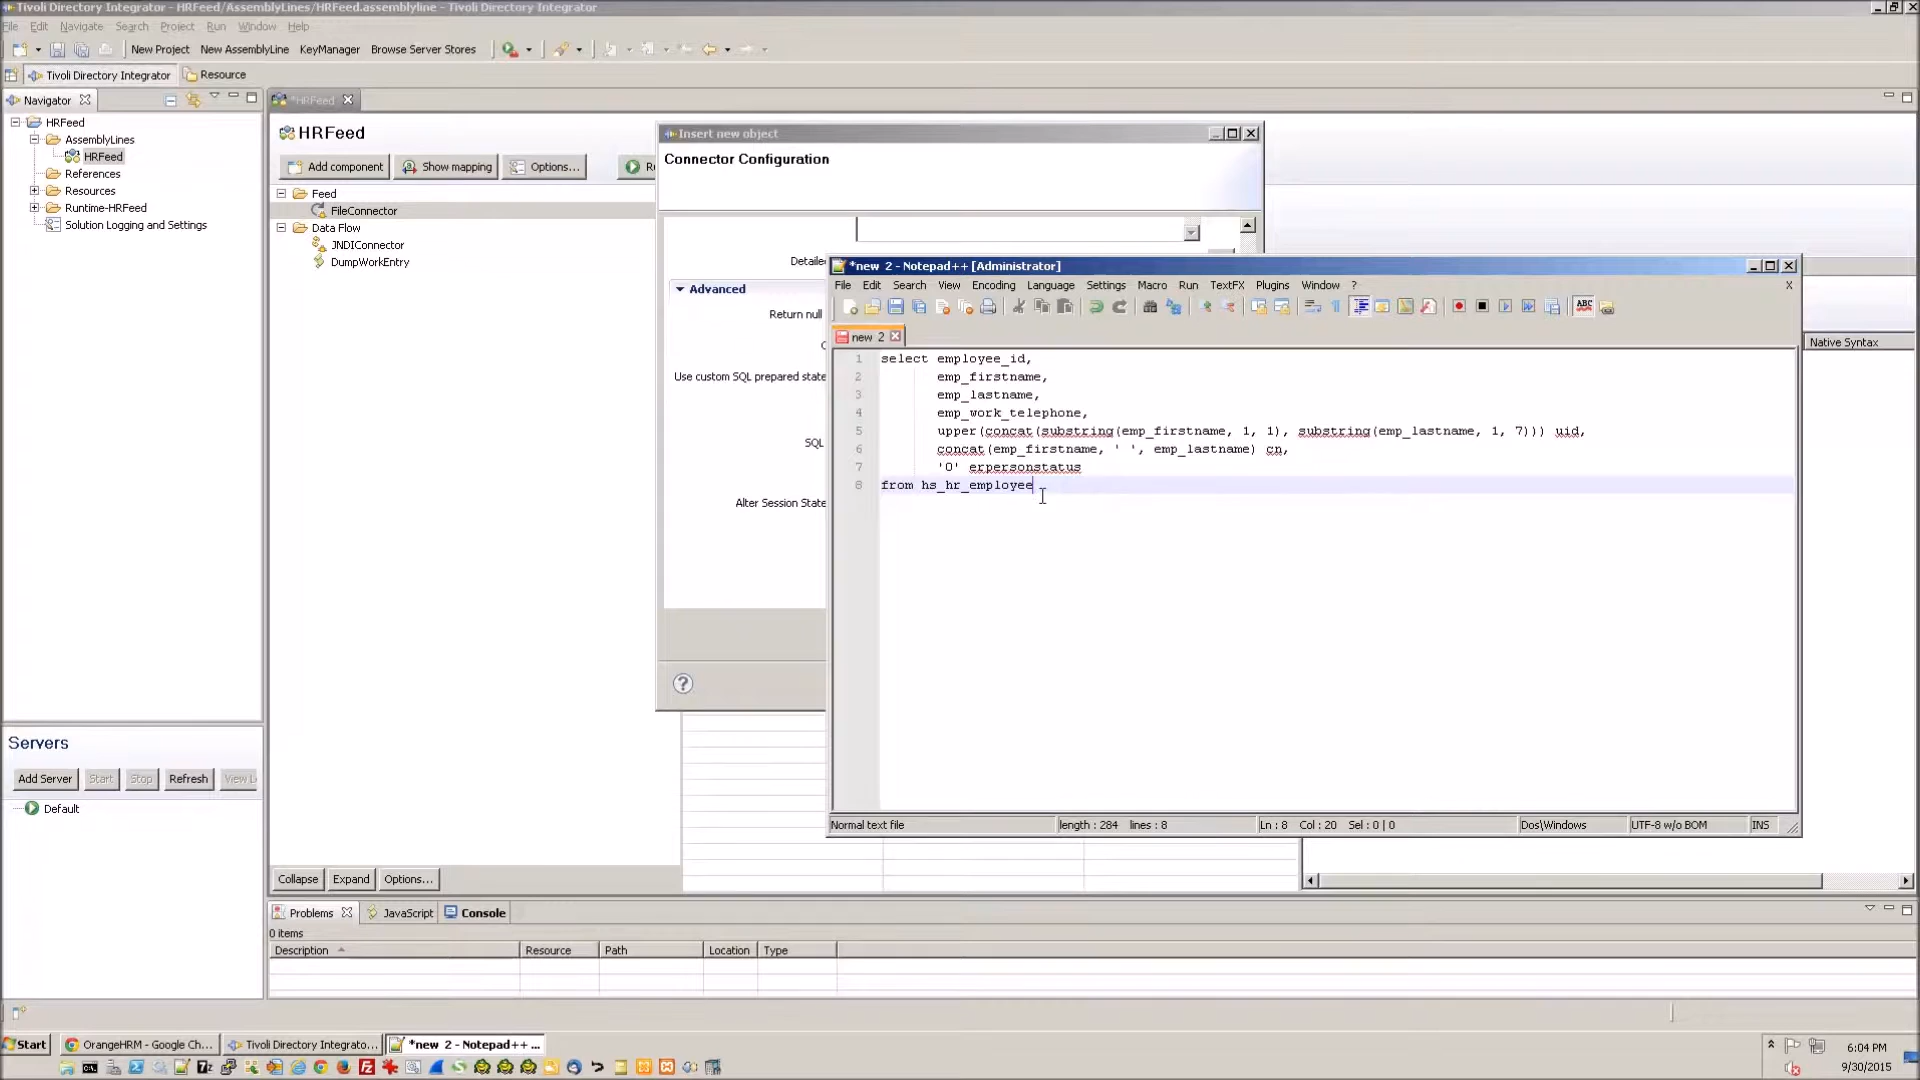 Tivoli Directory Integrator - HRFeed/AssemblyLines/HRFeed.assemblyline - Tivoli Directory Integrator
File Edit Navigate Search Project Run Window Help
New Project New AssemblyLine KeyManager Browse Server Stores
Tivoli Directory Integrator Resource
Navigator
HRFeed
AssemblyLines
HRFeed
References
Resources
Runtime-HRFeed
Solution Logging and Settings
*HRFeed
HRFeed
Add component Show mapping Options...
Feed
FileConnector
Data Flow
JNDIConnector
DumpWorkEntry
Insert new object
Connector Configuration
Advanced
Return null
Use custom SQL prepared state
SQL
Alter Session State
?
*new 2 - Notepad++ [Administrator]
File Edit Search View Encoding Language Settings Macro Run TextFX Plugins Window ? X
ABC
new 2
1 select employee_id,
2 emp_firstname,
3 emp_lastname,
4 emp_work_telephone,
5 upper(concat(substring(emp_firstname, 1, 1), substring(emp_lastname, 1, 7))) uid,
6 concat(emp_firstname, ' ', emp_lastname) cn,
7 '0' erpersonstatus
8 from hs_hr_employee
Normal text file length : 284 lines : 8 Ln : 8 Col : 20 Sel : 0 | 0 Dos\Windows UTF-8 w/o BOM INS
Native Syntax
Servers
Add Server Start Stop Refresh
Default
Collapse Expand Options...
Problems JavaScript Console
0 items
Description Resource Path Location Type
Start OrangeHRM - Google Ch... Tivoli Directory Integrato... *new 2 - Notepad++ ...
6:04 PM
9/30/2015